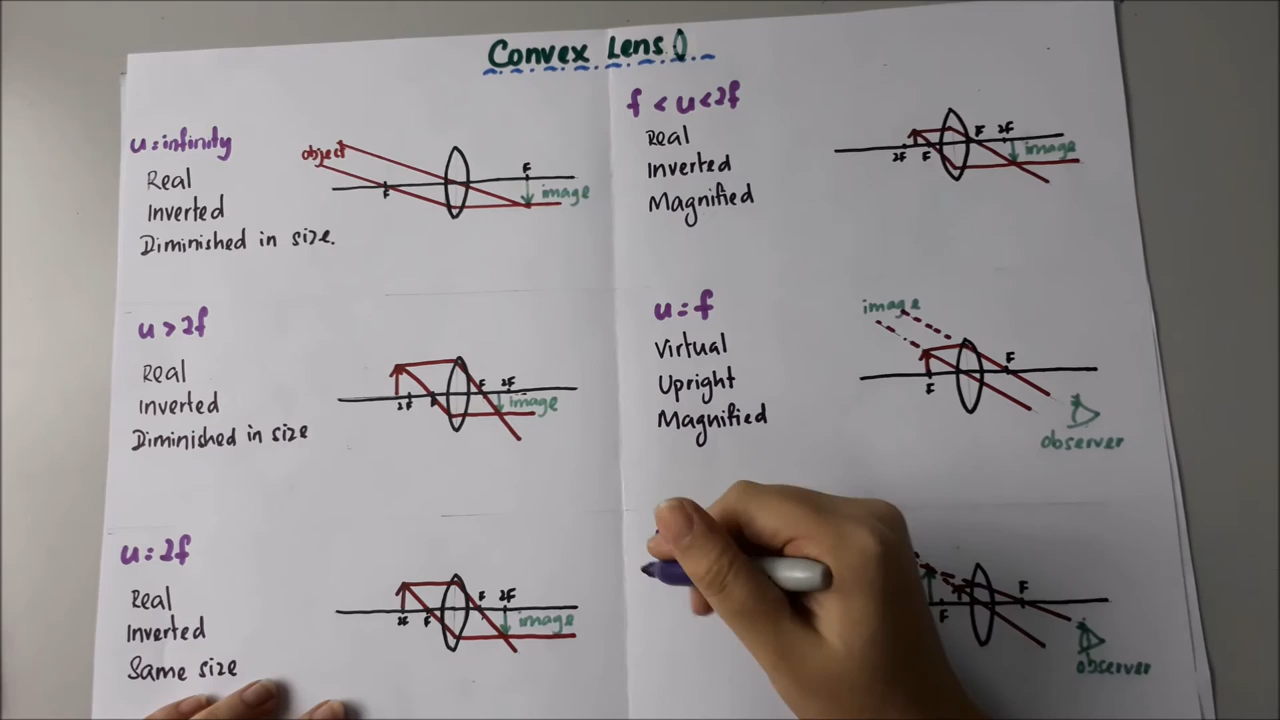 Convex Lens
u = infinity
Real
Inverted
Diminished in size.
object
F
F
image
u > 2f
Real
Inverted
Diminished in size
2F
F
F
2F
image
u = 2f
Real
Inverted
Same size
2F
F
F
2F
image
f < u < 2f
Real
Inverted
Magnified
2F
F
F
2F
image
u = f
Virtual
Upright
Magnified
image
F
F
observer
F
F
observer